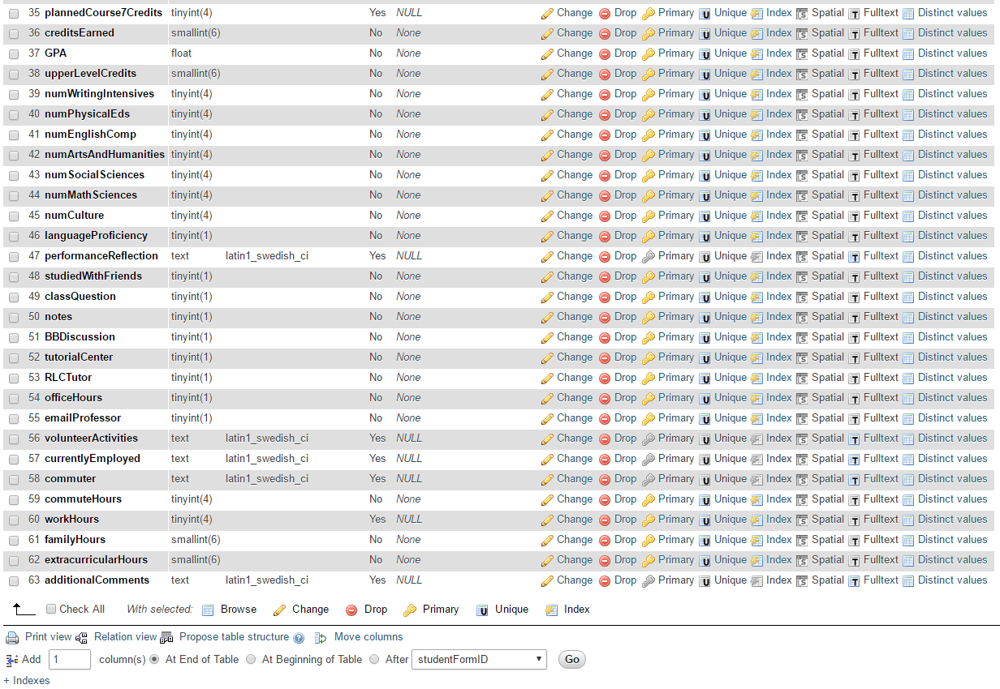 35 plannedCourse7Credits tinyint(4) Yes NULL Change Drop Primary Unique Index Spatial Fulltext Distinct values
36 creditsEarned smallint(6) No None Change Drop Primary Unique Index Spatial Fulltext Distinct values
37 GPA float No None Change Drop Primary Unique Index Spatial Fulltext Distinct values
38 upperLevelCredits smallint(6) No None Change Drop Primary Unique Index Spatial Fulltext Distinct values
39 numWritingIntensives tinyint(4) No None Change Drop Primary Unique Index Spatial Fulltext Distinct values
40 numPhysicalEds tinyint(4) No None Change Drop Primary Unique Index Spatial Fulltext Distinct values
41 numEnglishComp tinyint(4) No None Change Drop Primary Unique Index Spatial Fulltext Distinct values
42 numArtsAndHumanities tinyint(4) No None Change Drop Primary Unique Index Spatial Fulltext Distinct values
43 numSocialSciences tinyint(4) No None Change Drop Primary Unique Index Spatial Fulltext Distinct values
44 numMathSciences tinyint(4) No None Change Drop Primary Unique Index Spatial Fulltext Distinct values
45 numCulture tinyint(4) No None Change Drop Primary Unique Index Spatial Fulltext Distinct values
46 languageProficiency tinyint(1) No None Change Drop Primary Unique Index Spatial Fulltext Distinct values
47 performanceReflection text latin1_swedish_ci Yes NULL Change Drop Primary Unique Index Spatial Fulltext Distinct values
48 studiedWithFriends tinyint(1) No None Change Drop Primary Unique Index Spatial Fulltext Distinct values
49 classQuestion tinyint(1) No None Change Drop Primary Unique Index Spatial Fulltext Distinct values
50 notes tinyint(1) No None Change Drop Primary Unique Index Spatial Fulltext Distinct values
51 BBDiscussion tinyint(1) No None Change Drop Primary Unique Index Spatial Fulltext Distinct values
52 tutorialCenter tinyint(1) No None Change Drop Primary Unique Index Spatial Fulltext Distinct values
53 RLCTutor tinyint(1) No None Change Drop Primary Unique Index Spatial Fulltext Distinct values
54 officeHours tinyint(1) No None Change Drop Primary Unique Index Spatial Fulltext Distinct values
55 emailProfessor tinyint(1) No None Change Drop Primary Unique Index Spatial Fulltext Distinct values
56 volunteerActivities text latin1_swedish_ci Yes NULL Change Drop Primary Unique Index Spatial Fulltext Distinct values
57 currentlyEmployed text latin1_swedish_ci Yes NULL Change Drop Primary Unique Index Spatial Fulltext Distinct values
58 commuter text latin1_swedish_ci Yes NULL Change Drop Primary Unique Index Spatial Fulltext Distinct values
59 commuteHours tinyint(4) No None Change Drop Primary Unique Index Spatial Fulltext Distinct values
60 workHours tinyint(4) Yes NULL Change Drop Primary Unique Index Spatial Fulltext Distinct values
61 familyHours smallint(6) No None Change Drop Primary Unique Index Spatial Fulltext Distinct values
62 extracurricularHours smallint(6) No None Change Drop Primary Unique Index Spatial Fulltext Distinct values
63 additionalComments text latin1_swedish_ci Yes NULL Change Drop Primary Unique Index Spatial Fulltext Distinct values
Check All With selected: Browse Change Drop Primary Unique Index
Print view Relation view Propose table structure Move columns
Add 1 column(s) At End of Table At Beginning of Table After studentFormID Go
+ Indexes